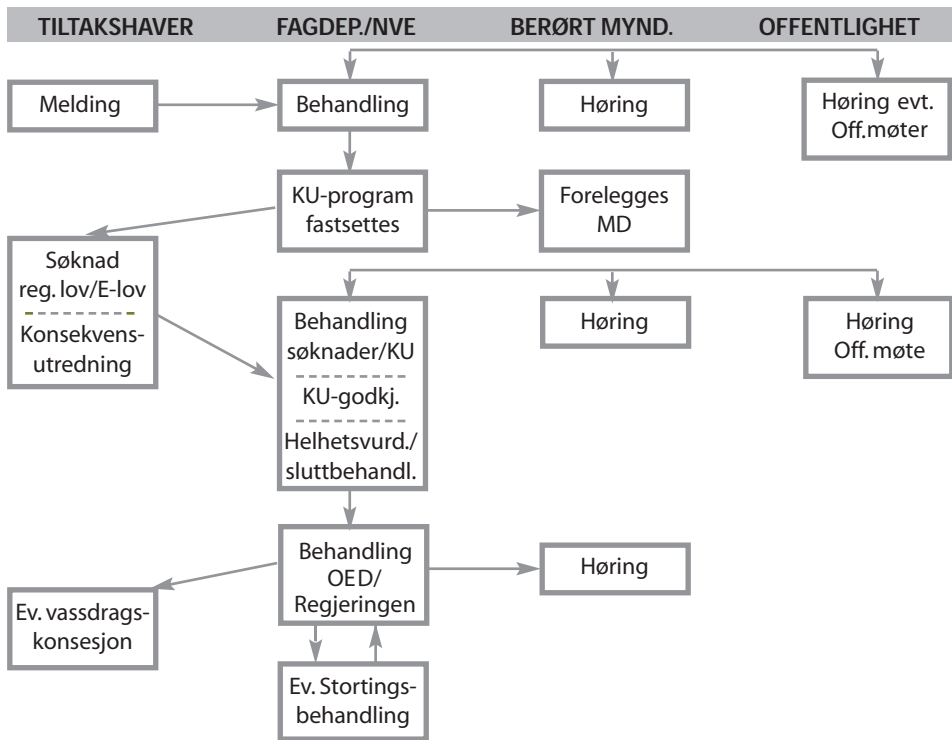 TILTAKSHAVER
FAGDEP./NVE
BERØRT MYND.
OFFENTLIGHET
Melding
Behandling
Høring
Høring evt.
Off.møter
KU-program
fastsettes
Forelegges
MD
Søknad
reg. lov/E-lov
Konsekvens-
utredning
Behandling
søknader/KU
KU-godkj.
Helhetsvurd./
sluttbehandl.
Høring
Høring
Off. møte
Behandling
OED/
Regjeringen
Høring
Ev. vassdrags-
konsesjon
Ev. Stortings-
behandling